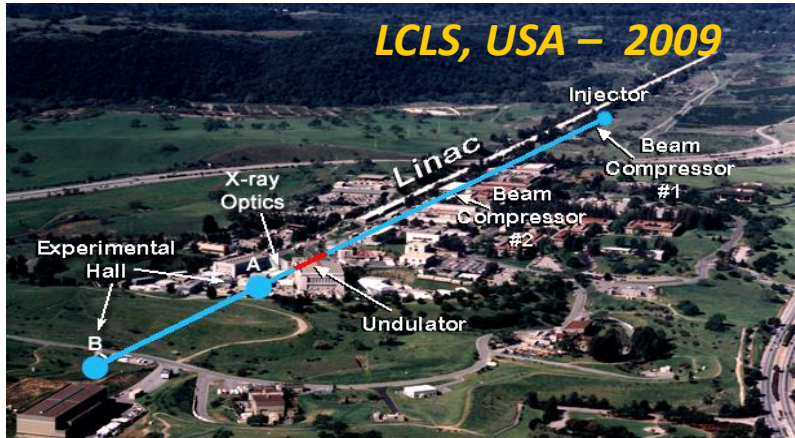 LCLS, USA – 2009
Injector
Linac
Beam
Compressor
#1
X-ray
Optics
Beam
Compressor
#2
Experimental
Hall
A
Undulator
B